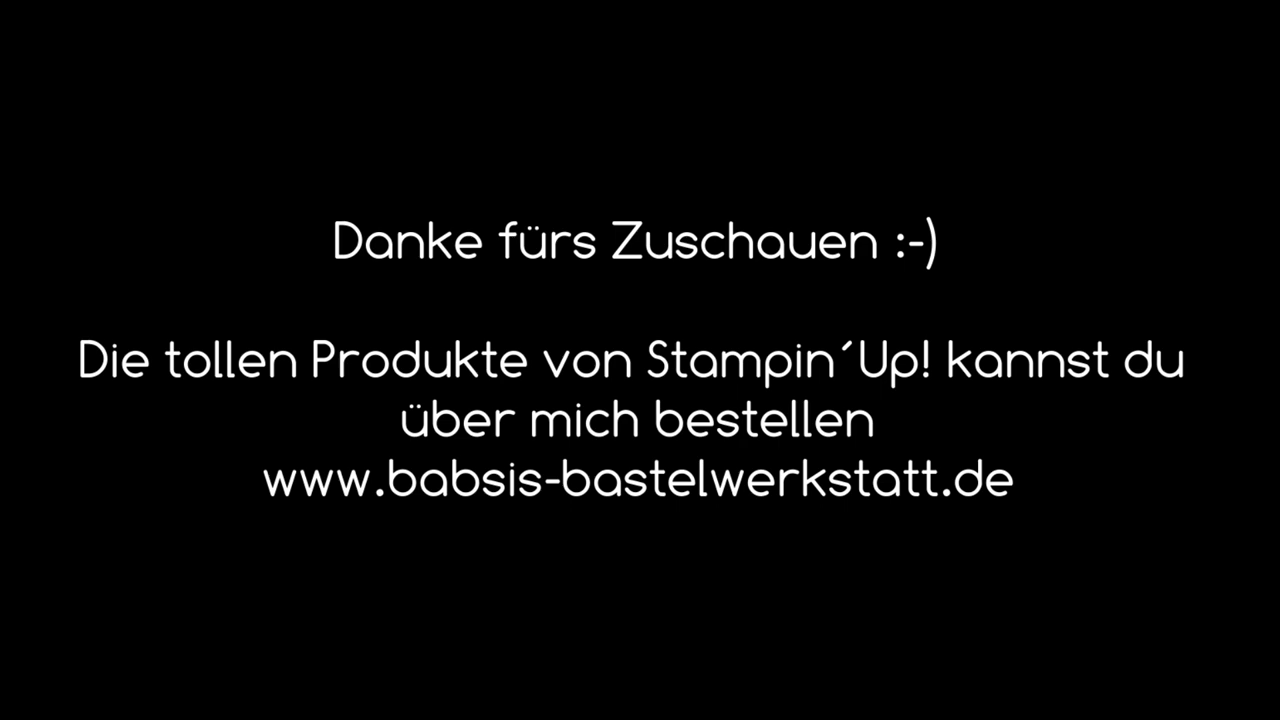 Danke fürs Zuschauen :-)
Die tollen Produkte von Stampin´Up! kannst du
über mich bestellen
www.babsis-bastelwerkstatt.de